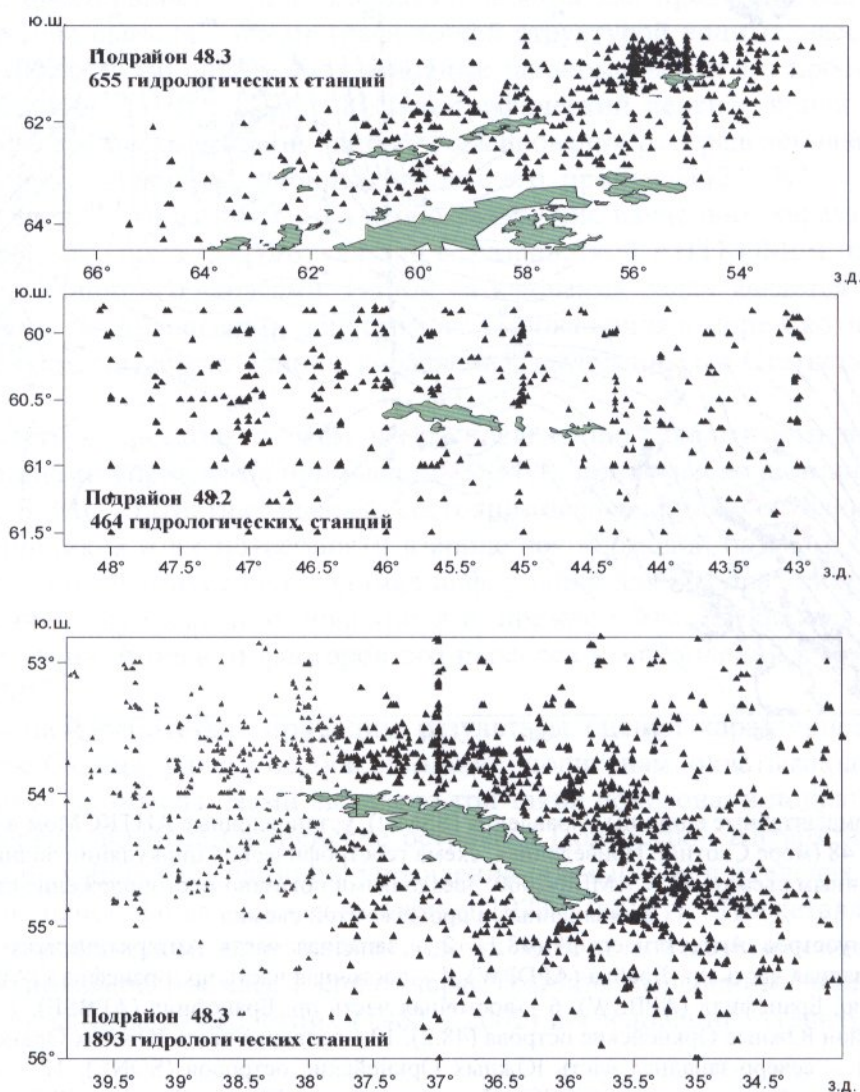 ю.ш.
Подрайон 48.3
655 гидрологических станций
62°
64°
66° 64° 62° 60° 58° 56° 54° з.д.
ю.ш.
60°
60.5°
61°
Подрайон 48.2
464 гидрологических станций
61.5°
48° 47.5° 47° 46.5° 46° 45.5° 45° 44.5° 44° 43.5° 43° з.д.
ю.ш.
53°
54°
55°
Подрайон 48.3
1893 гидрологических станций
56°
39.5° 39° 38.5° 38° 37.5° 37° 36.5° 36° 35.5° 35° 34.5° з.д.